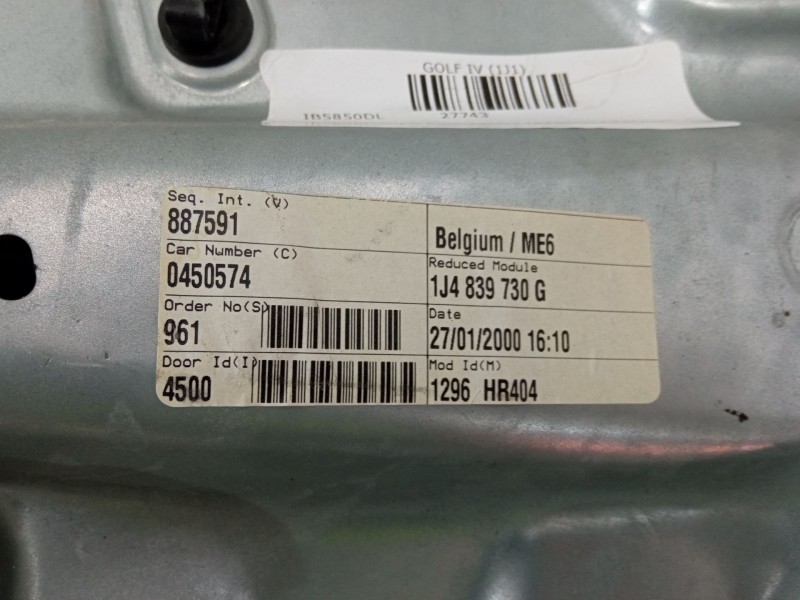 GOLF IV (1J1)
IB5850DL 27743
Seq. Int. (V)
887591
Belgium / ME6
Car Number (C)
0450574
Reduced Module
1J4 839 730 G
Order No(S)
961
Date
27/01/2000 16:10
Door Id(I)
4500
Mod Id(M)
1296 HR404